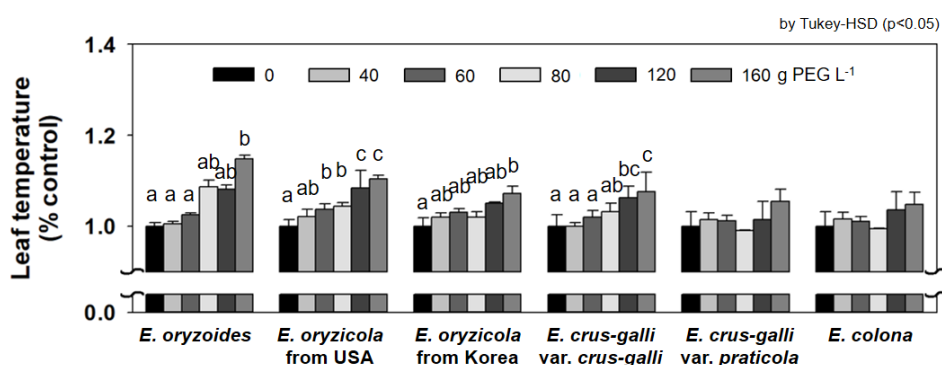 by Tukey-HSD (p<0.05)
1.4
0 40 60 80 120 160 g PEG L⁻¹
1.2
1.0
0.0
Leaf temperature
(% control)
a a a ab ab b
a ab b b c c
a ab ab ab b b
a a a ab bc c
E. oryzoides
E. oryzicola
from USA
E. oryzicola
from Korea
E. crus-galli
var. crus-galli
E. crus-galli
var. praticola
E. colona